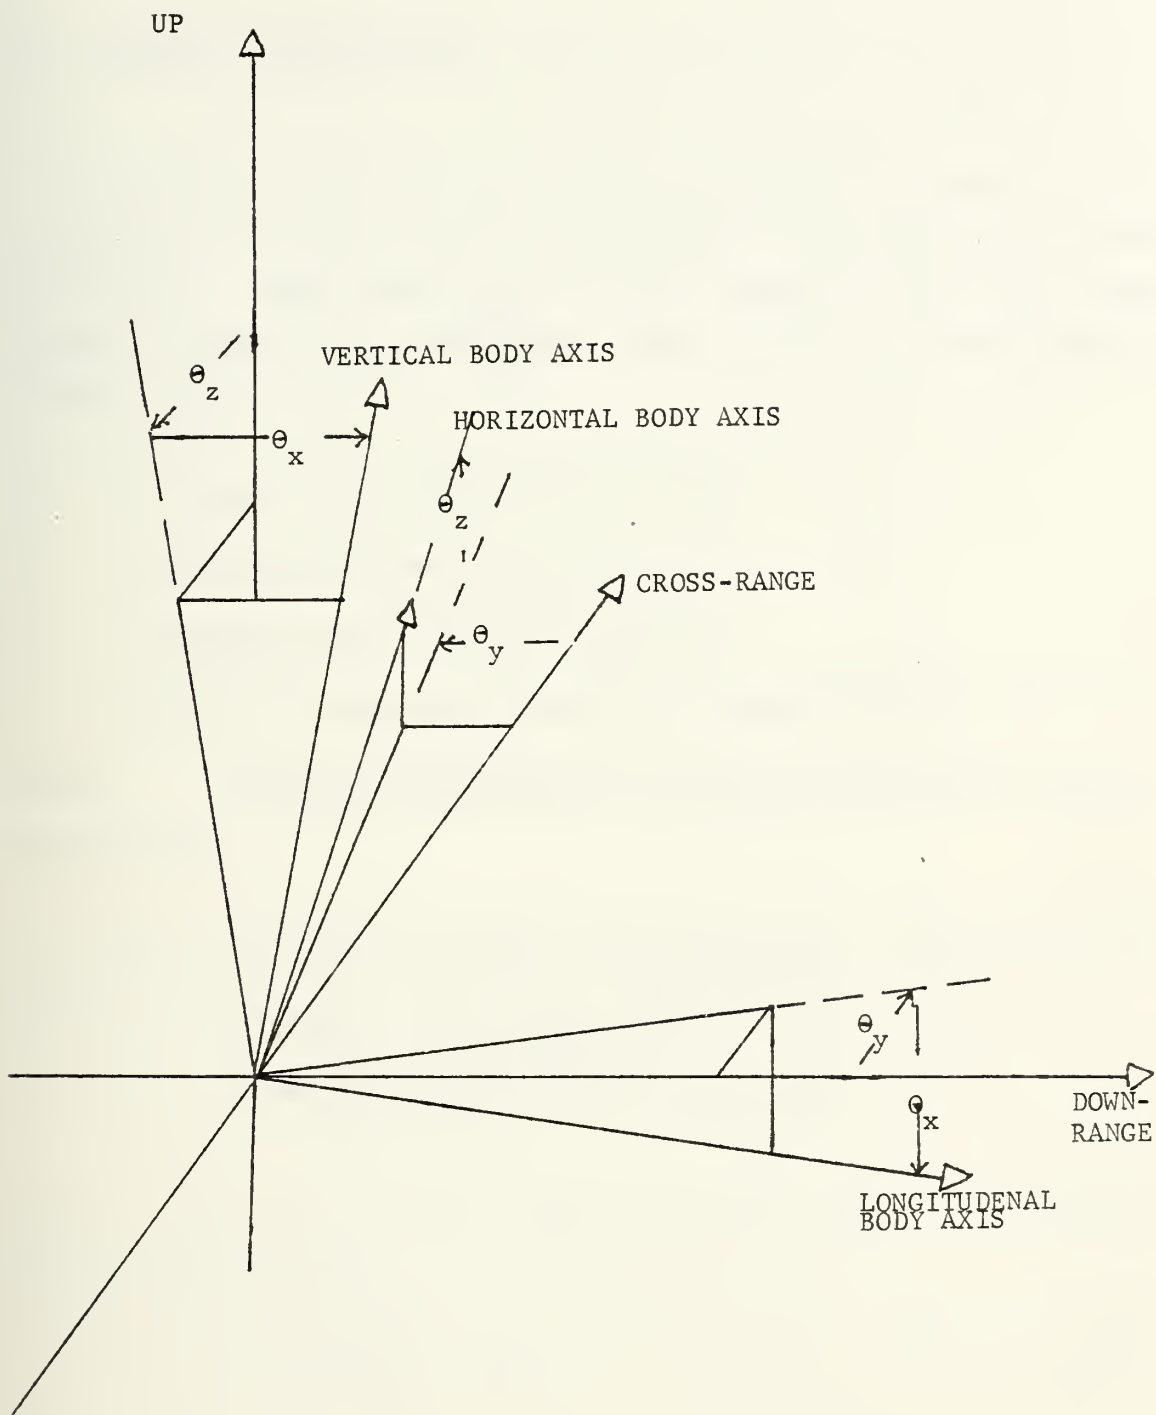 UP
VERTICAL BODY AXIS
Θz
HORIZONTAL BODY AXIS
Θx
Θz
CROSS-RANGE
Θy
Θy
DOWN-
RANGE
Θx
LONGITUDENAL
BODY AXIS